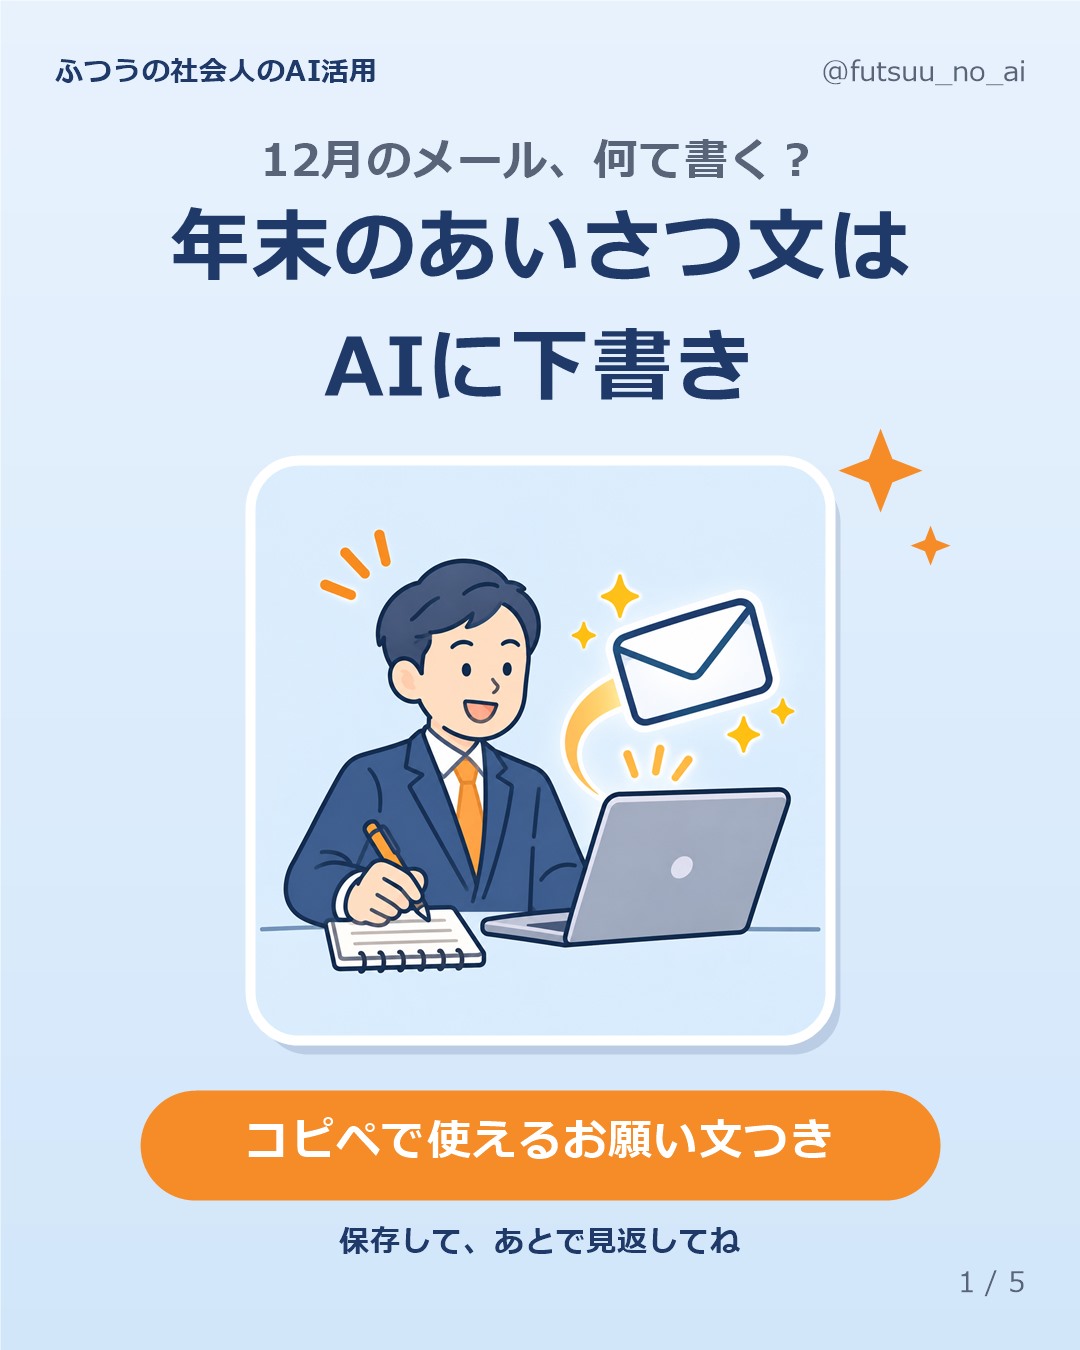 ふつうの社会人のAI活用
@futsuu_no_ai
12月のメール、何て書く？
年末のあいさつ文は
AIに下書き
コピペで使えるお願い文つき
保存して、あとで見返してね
1 / 5